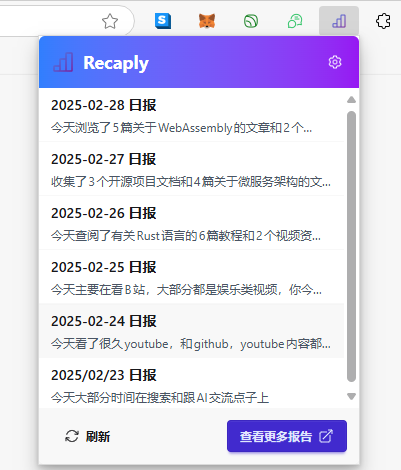 Recaply
2025-02-28 日报
今天浏览了5篇关于WebAssembly的文章和2个...
2025-02-27 日报
收集了3个开源项目文档和4篇关于微服务架构的文...
2025-02-26 日报
今天查阅了有关Rust语言的6篇教程和2个视频资...
2025-02-25 日报
今天主要在看B站，大部分都是娱乐类视频，你今...
2025-02-24 日报
今天看了很久youtube，和github，youtube内容都...
2025/02/23 日报
今天大部分时间在搜索和跟AI交流点子上
刷新
查看更多报告